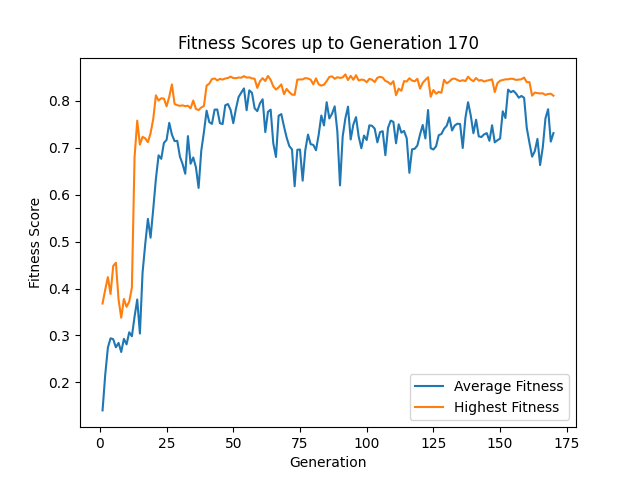 Fitness Scores up to Generation 170
Fitness Score
0.8
0.7
0.6
0.5
0.4
0.3
0.2
0 25 50 75 100 125 150 175
Generation
Average Fitness
Highest Fitness